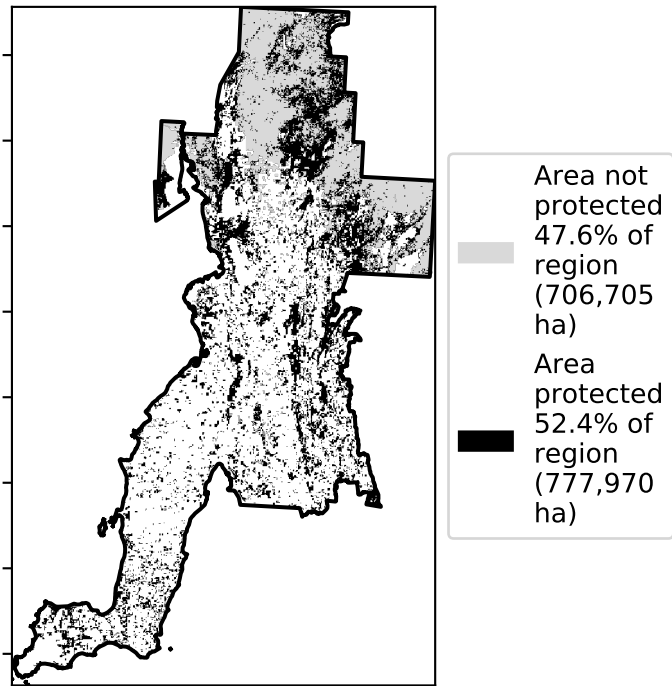 Area not
protected
47.6% of
region
(706,705
ha)
Area
protected
52.4% of
region
(777,970
ha)